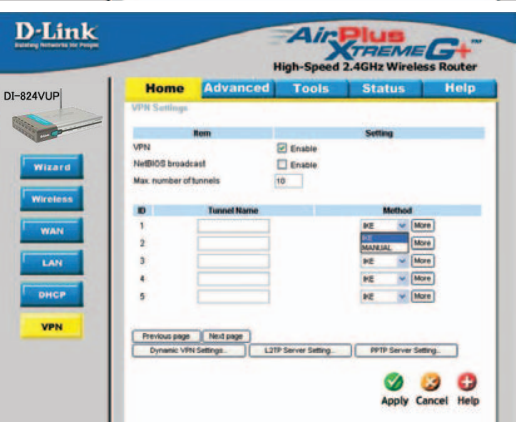 D-Link
Building Networks for People
AirPlus
XTREME G+™
High-Speed 2.4GHz Wireless Router
DI-824VUP
Home Advanced Tools Status Help
VPN Settings
Item Setting
VPN Enable
NetBIOS broadcast Enable
Max. number of tunnels 10
ID Tunnel Name Method
1 IKE More
IKE
2 MANUAL More
3 IKE More
4 IKE More
5 IKE More
Wizard
Wireless
WAN
LAN
DHCP
VPN
Previous page Next page
Dynamic VPN Settings.. L2TP Server Setting.. PPTP Server Setting..
Apply Cancel Help